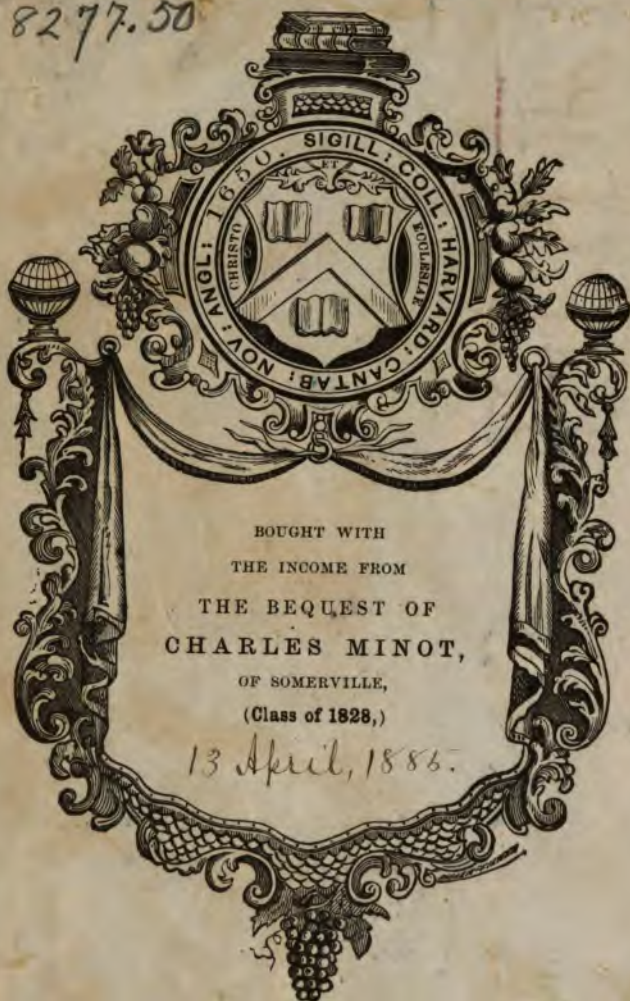 8277.50
SIGILL: COLL: HARVARD: CANTAB: NOV: ANGL: 1650.
ET
CHRISTO
ECCLESIAE
BOUGHT WITH
THE INCOME FROM
THE BEQUEST OF
CHARLES MINOT,
OF SOMERVILLE,
(Class of 1828,)
13 April, 1885.